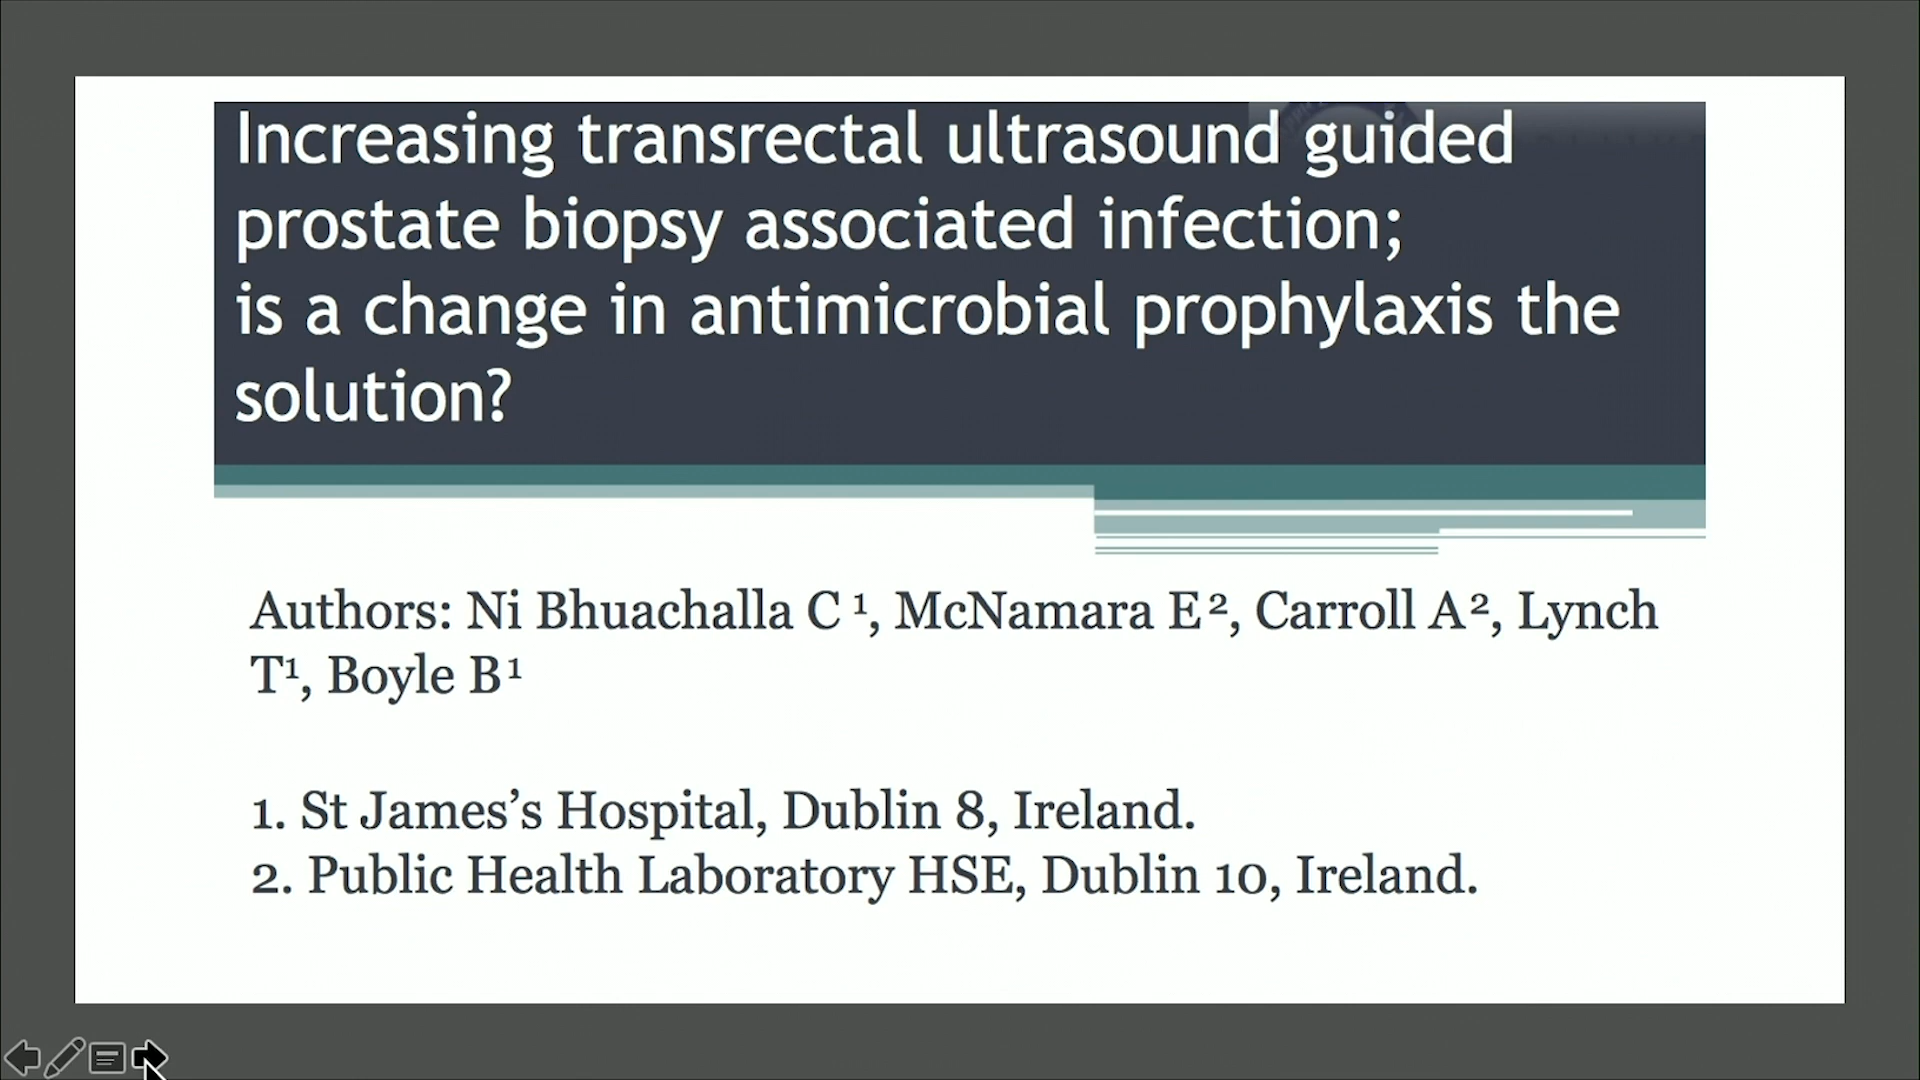 Increasing transrectal ultrasound guided
prostate biopsy associated infection;
is a change in antimicrobial prophylaxis the
solution?
Authors: Ni Bhuachalla C ¹, McNamara E ², Carroll A ², Lynch
T¹, Boyle B ¹
1. St James’s Hospital, Dublin 8, Ireland.
2. Public Health Laboratory HSE, Dublin 10, Ireland.